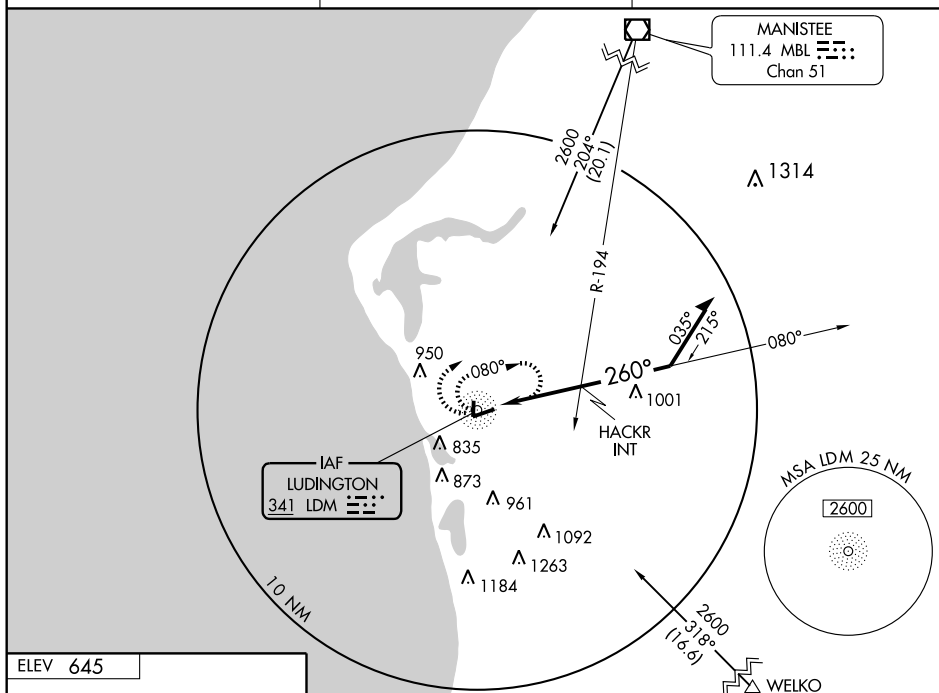 MANISTEE
111.4 MBL
Chan 51
2600
204°
(20.1)
1314
R-194
035°
215°
080°
950
080°
260°
1001
HACKR
INT
835
IAF
LUDINGTON
341 LDM
873
961
MSA LDM 25 NM
2600
1092
1263
1184
10 NM
2600
318°
(16.6)
ELEV 645
WELKO